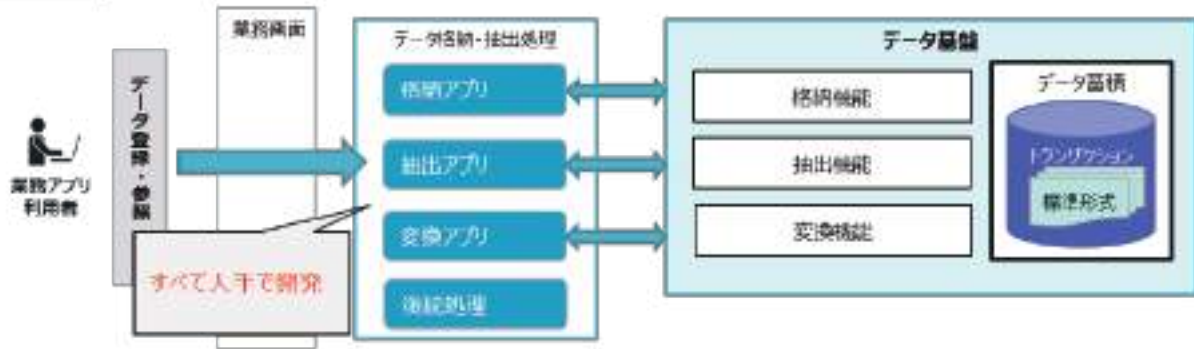 業務アプリ
利用者
データ登録・参照
業務画面
すべて人手で開発
データ格納・抽出処理
格納アプリ
抽出アプリ
変換アプリ
後続処理
データ基盤
格納機能
抽出機能
変換機能
データ蓄積
トランザクション
標準形式